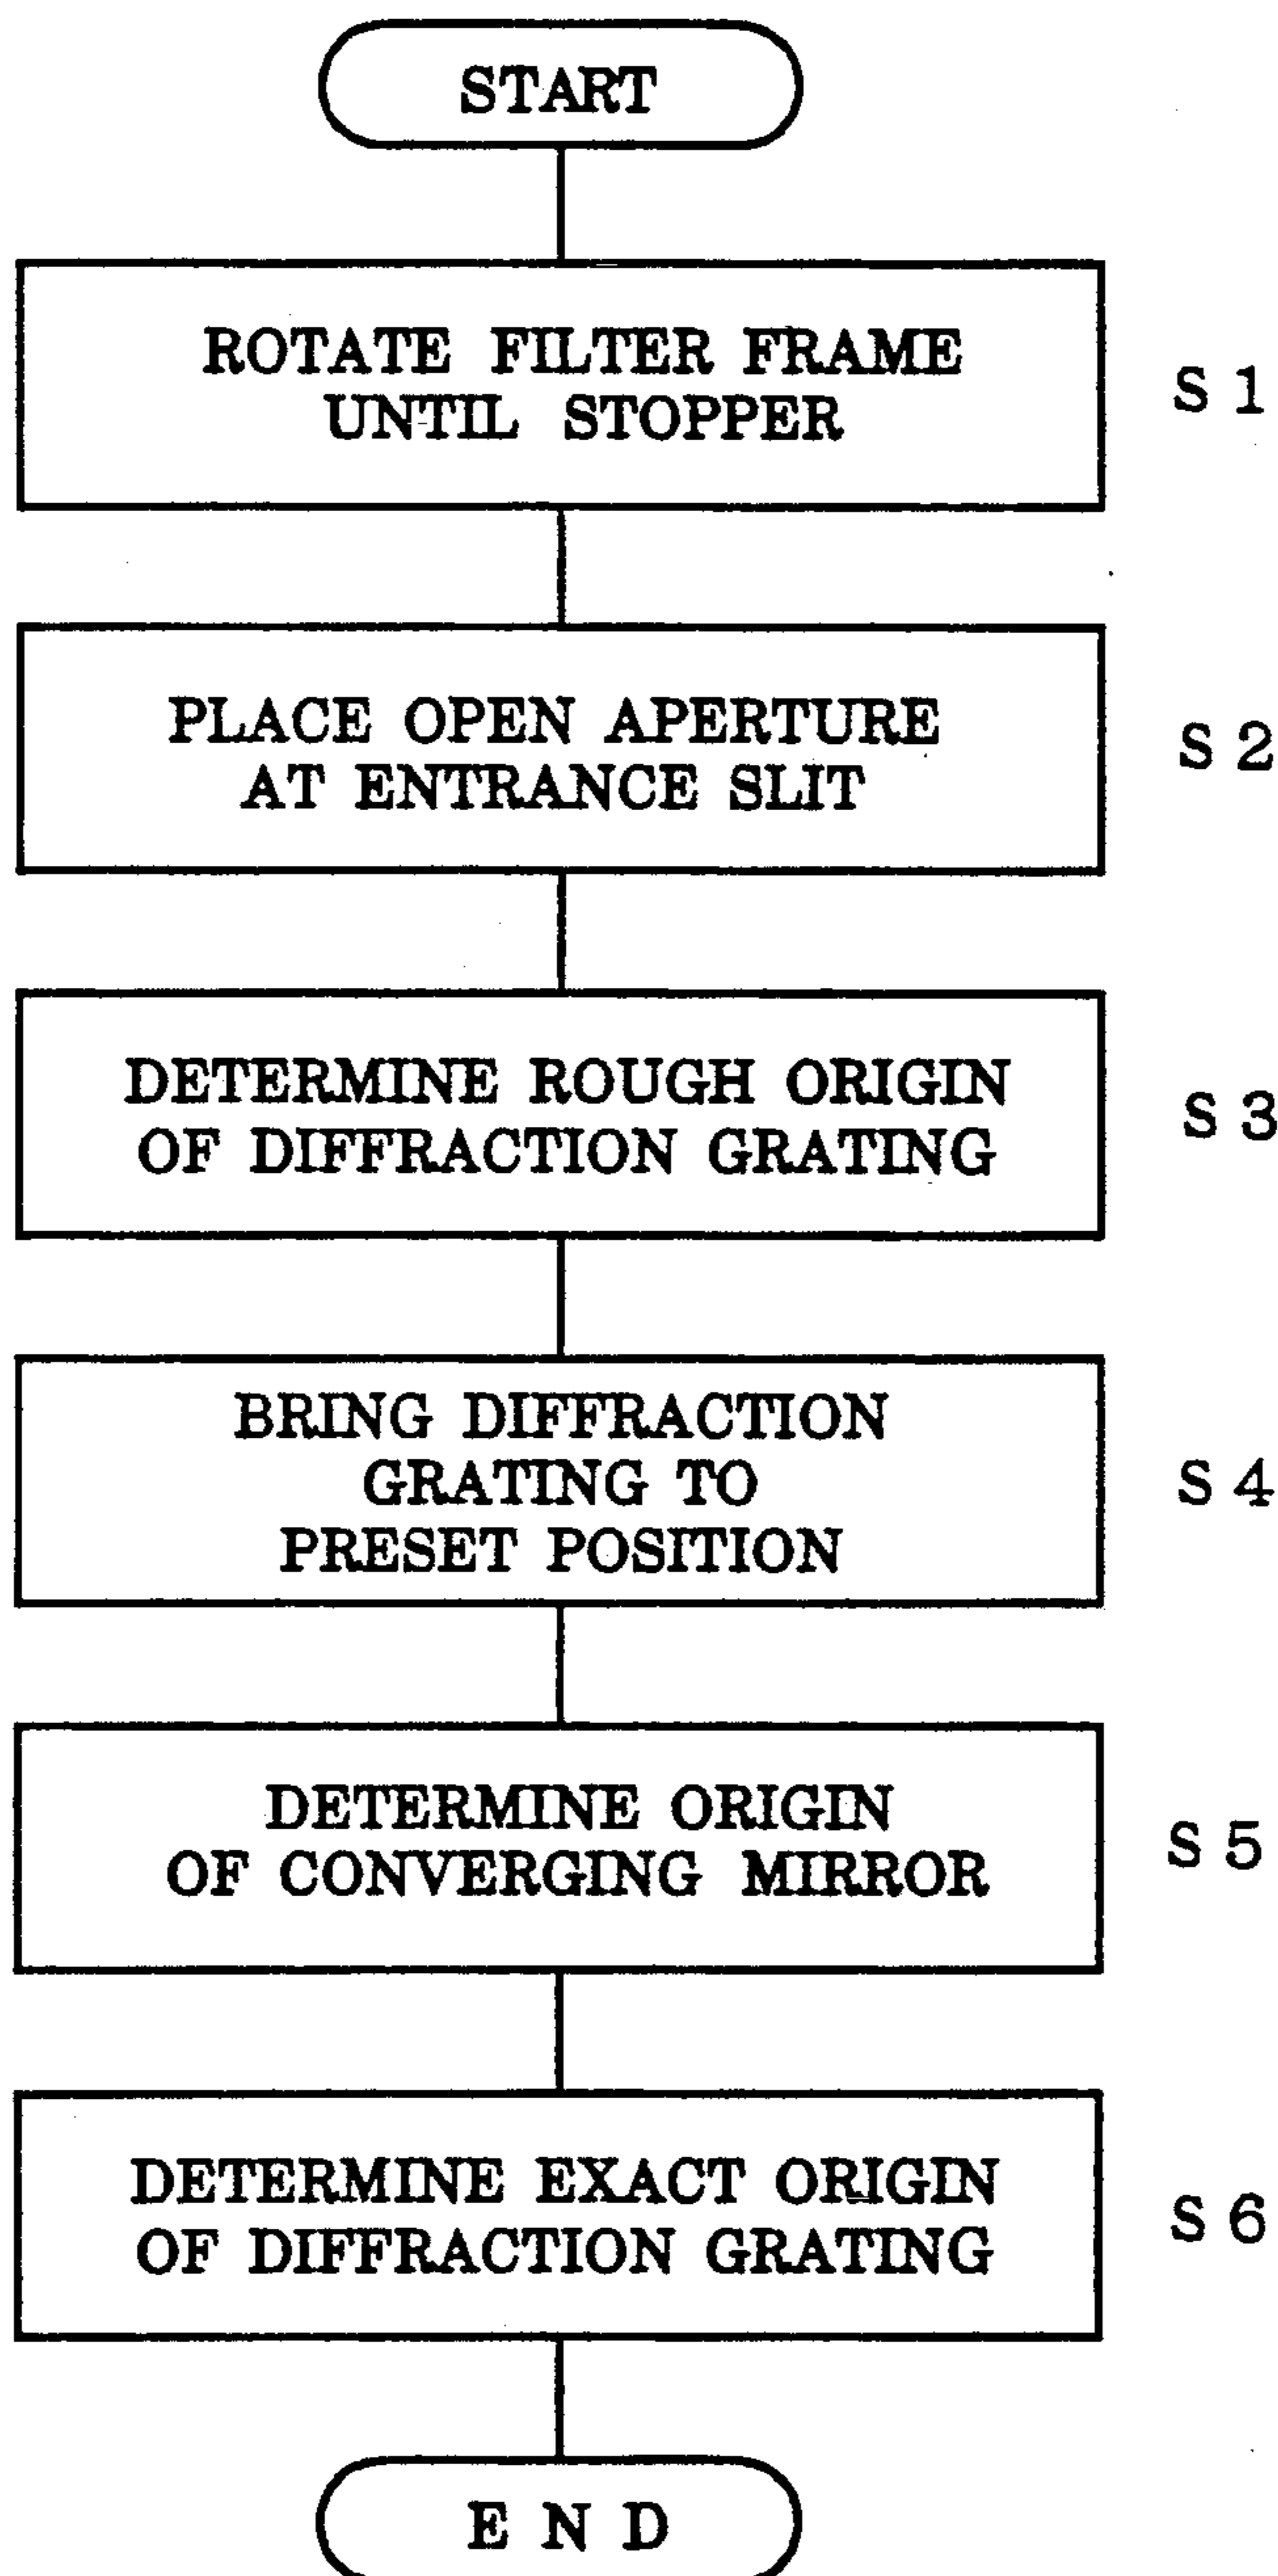 START
ROTATE FILTER FRAME
UNTIL STOPPER
S 1
PLACE OPEN APERTURE
AT ENTRANCE SLIT
S 2
DETERMINE ROUGH ORIGIN
OF DIFFRACTION GRATING
S 3
BRING DIFFRACTION
GRATING TO
PRESET POSITION
S 4
DETERMINE ORIGIN
OF CONVERGING MIRROR
S 5
DETERMINE EXACT ORIGIN
OF DIFFRACTION GRATING
S 6
E N D